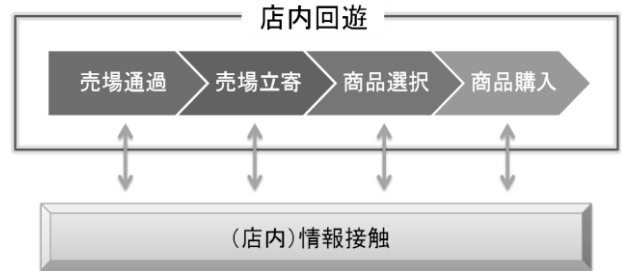 店内回遊
売場通過
売場立寄
商品選択
商品購入
(店内)情報接触